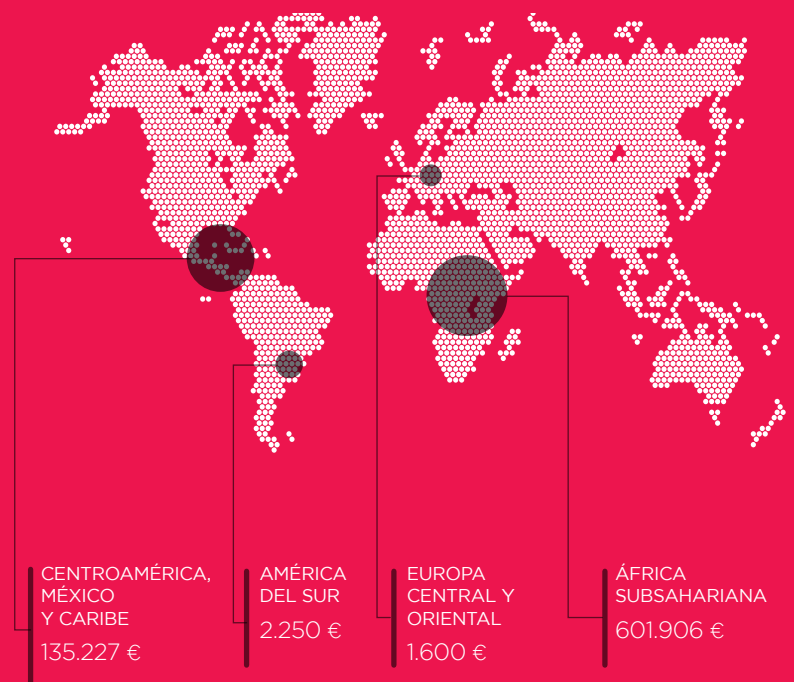 CENTROAMÉRICA,
MÉXICO
Y CARIBE
135.227 €
AMÉRICA
DEL SUR
2.250 €
EUROPA
CENTRAL Y
ORIENTAL
1.600 €
ÁFRICA
SUBSAHARIANA
601.906 €